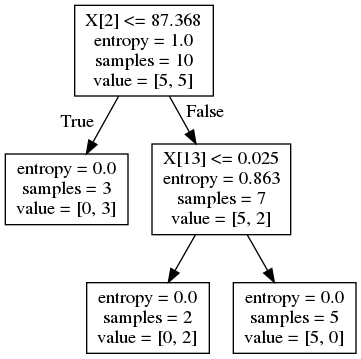 X[2] <= 87.368
entropy = 1.0
samples = 10
value = [5, 5]
True
False
entropy = 0.0
samples = 3
value = [0, 3]
X[13] <= 0.025
entropy = 0.863
samples = 7
value = [5, 2]
entropy = 0.0
samples = 2
value = [0, 2]
entropy = 0.0
samples = 5
value = [5, 0]